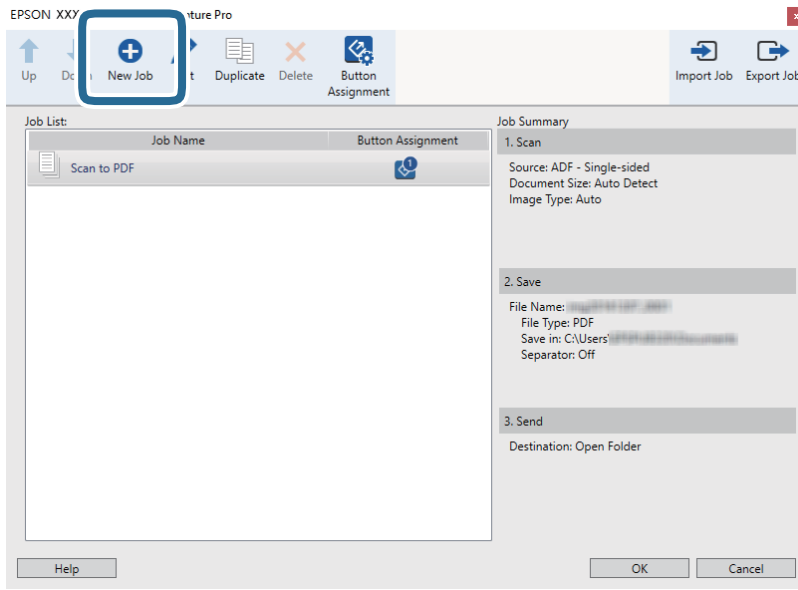 EPSON XXX ture Pro
Up
New Job
Duplicate
Delete
Button
Assignment
Import Job
Export Job
Job List:
Job Name
Button Assignment
Scan to PDF
1
Job Summary
1. Scan
Source: ADF - Single-sided
Document Size: Auto Detect
Image Type: Auto
2. Save
File Name:
File Type: PDF
Save in: C:\Users\
Separator: Off
3. Send
Destination: Open Folder
Help
OK
Cancel